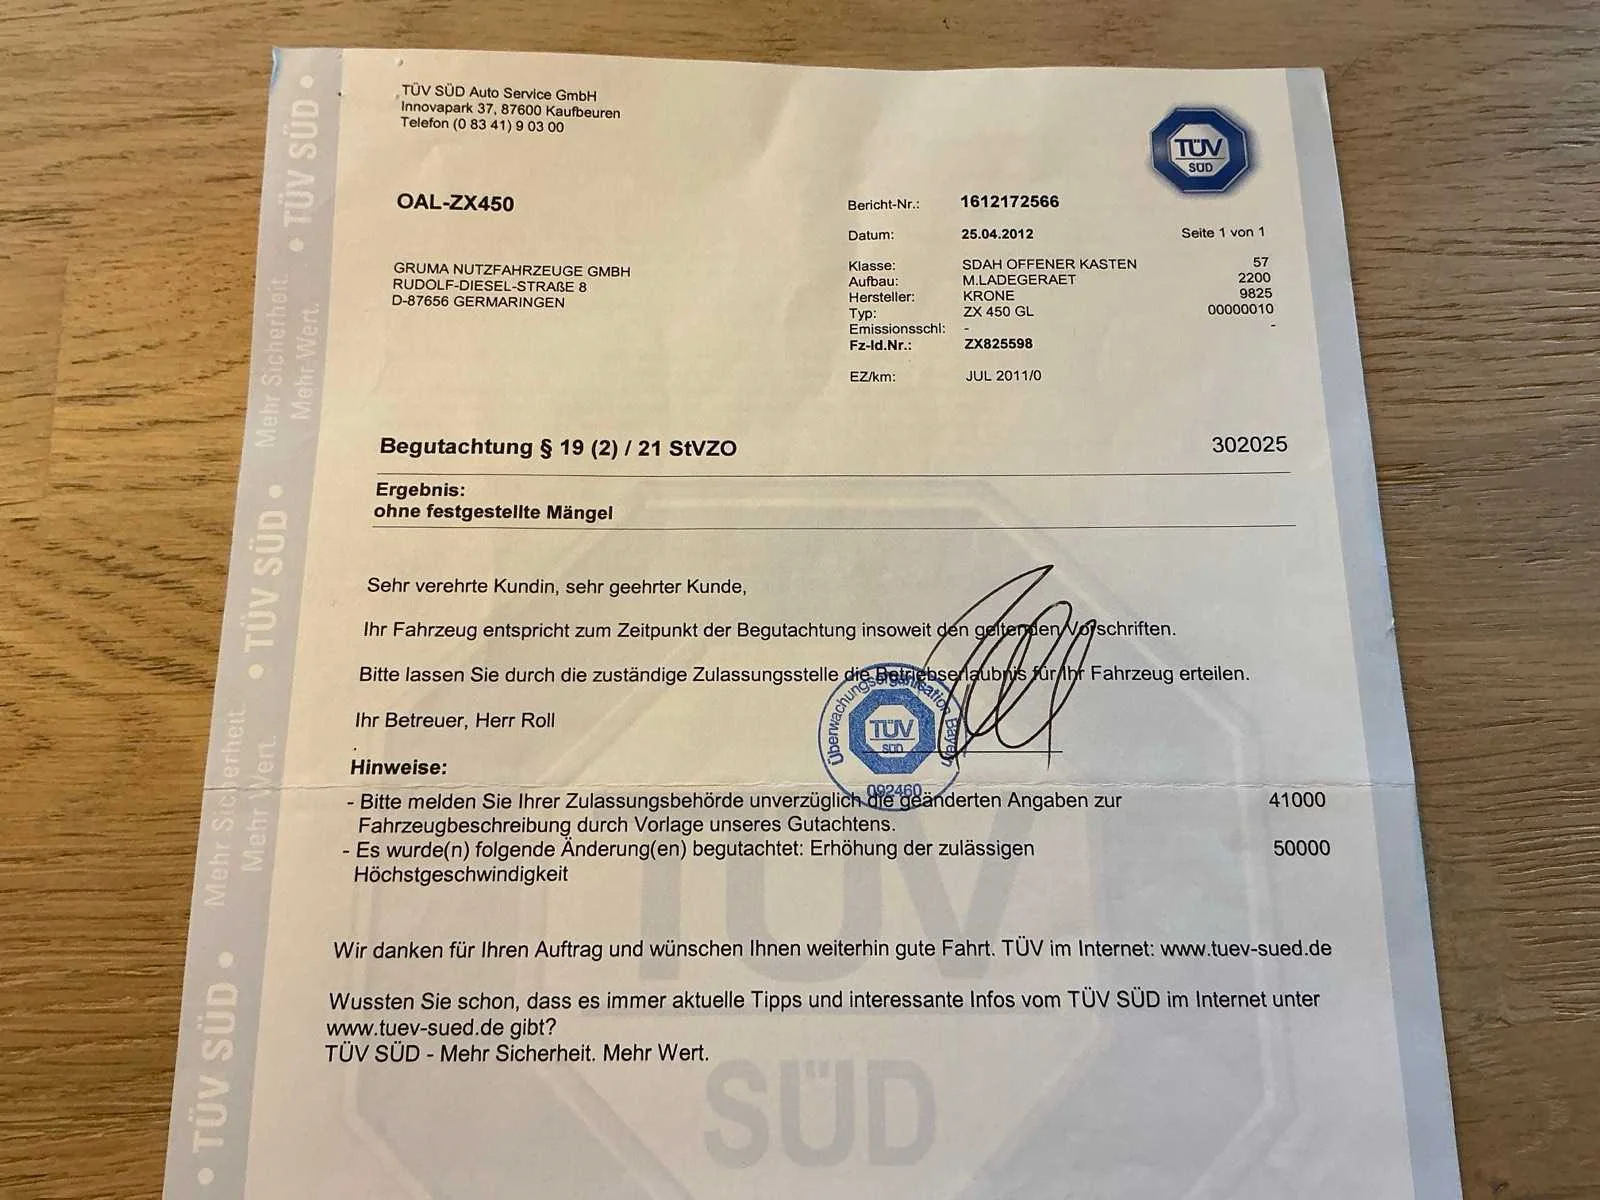 TÜV SÜD Auto Service GmbH
Innovapark 37, 87600 Kaufbeuren
Telefon (0 83 41) 9 03 00
TÜV
SÜD
OAL-ZX450
Bericht-Nr.: 1612172566
Datum: 25.04.2012 Seite 1 von 1
GRUMA NUTZFAHRZEUGE GMBH
RUDOLF-DIESEL-STRAßE 8
D-87656 GERMARINGEN
Klasse: SDAH OFFENER KASTEN 57
Aufbau: M.LADEGERAET 2200
Hersteller: KRONE 9825
Typ: ZX 450 GL 00000010
Emissionsschl: - -
Fz-Id.Nr.: ZX825598
EZ/km: JUL 2011/0
Begutachtung § 19 (2) / 21 StVZO 302025
Ergebnis:
ohne festgestellte Mängel
Sehr verehrte Kundin, sehr geehrter Kunde,
Ihr Fahrzeug entspricht zum Zeitpunkt der Begutachtung insoweit den geltenden Vorschriften.
Bitte lassen Sie durch die zuständige Zulassungsstelle die Betriebserlaubnis für Ihr Fahrzeug erteilen.
Ihr Betreuer, Herr Roll
Überwachungsorganisation Bayern
TÜV
SÜD
092460
Hinweise:
- Bitte melden Sie Ihrer Zulassungsbehörde unverzüglich die geänderten Angaben zur 41000
Fahrzeugbeschreibung durch Vorlage unseres Gutachtens.
- Es wurde(n) folgende Änderung(en) begutachtet: Erhöhung der zulässigen 50000
Höchstgeschwindigkeit
Wir danken für Ihren Auftrag und wünschen Ihnen weiterhin gute Fahrt. TÜV im Internet: www.tuev-sued.de
Wussten Sie schon, dass es immer aktuelle Tipps und interessante Infos vom TÜV SÜD im Internet unter
www.tuev-sued.de gibt?
TÜV SÜD - Mehr Sicherheit. Mehr Wert.
TÜV
SÜD
• TÜV SÜD •
Mehr Sicherheit.
Mehr Wert.
• TÜV SÜD •
Mehr Sicherheit.
Mehr Wert.
• TÜV SÜD •